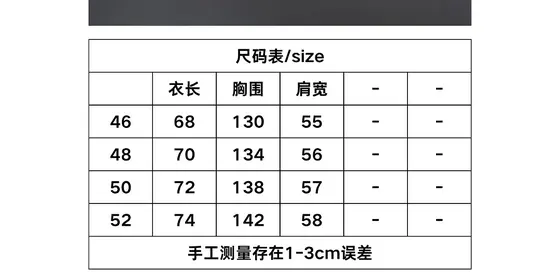 尺码表/size
衣长 胸围 肩宽 - -
46 68 130 55 - -
48 70 134 56 - -
50 72 138 57 - -
52 74 142 58 - -
手工测量存在1-3cm误差